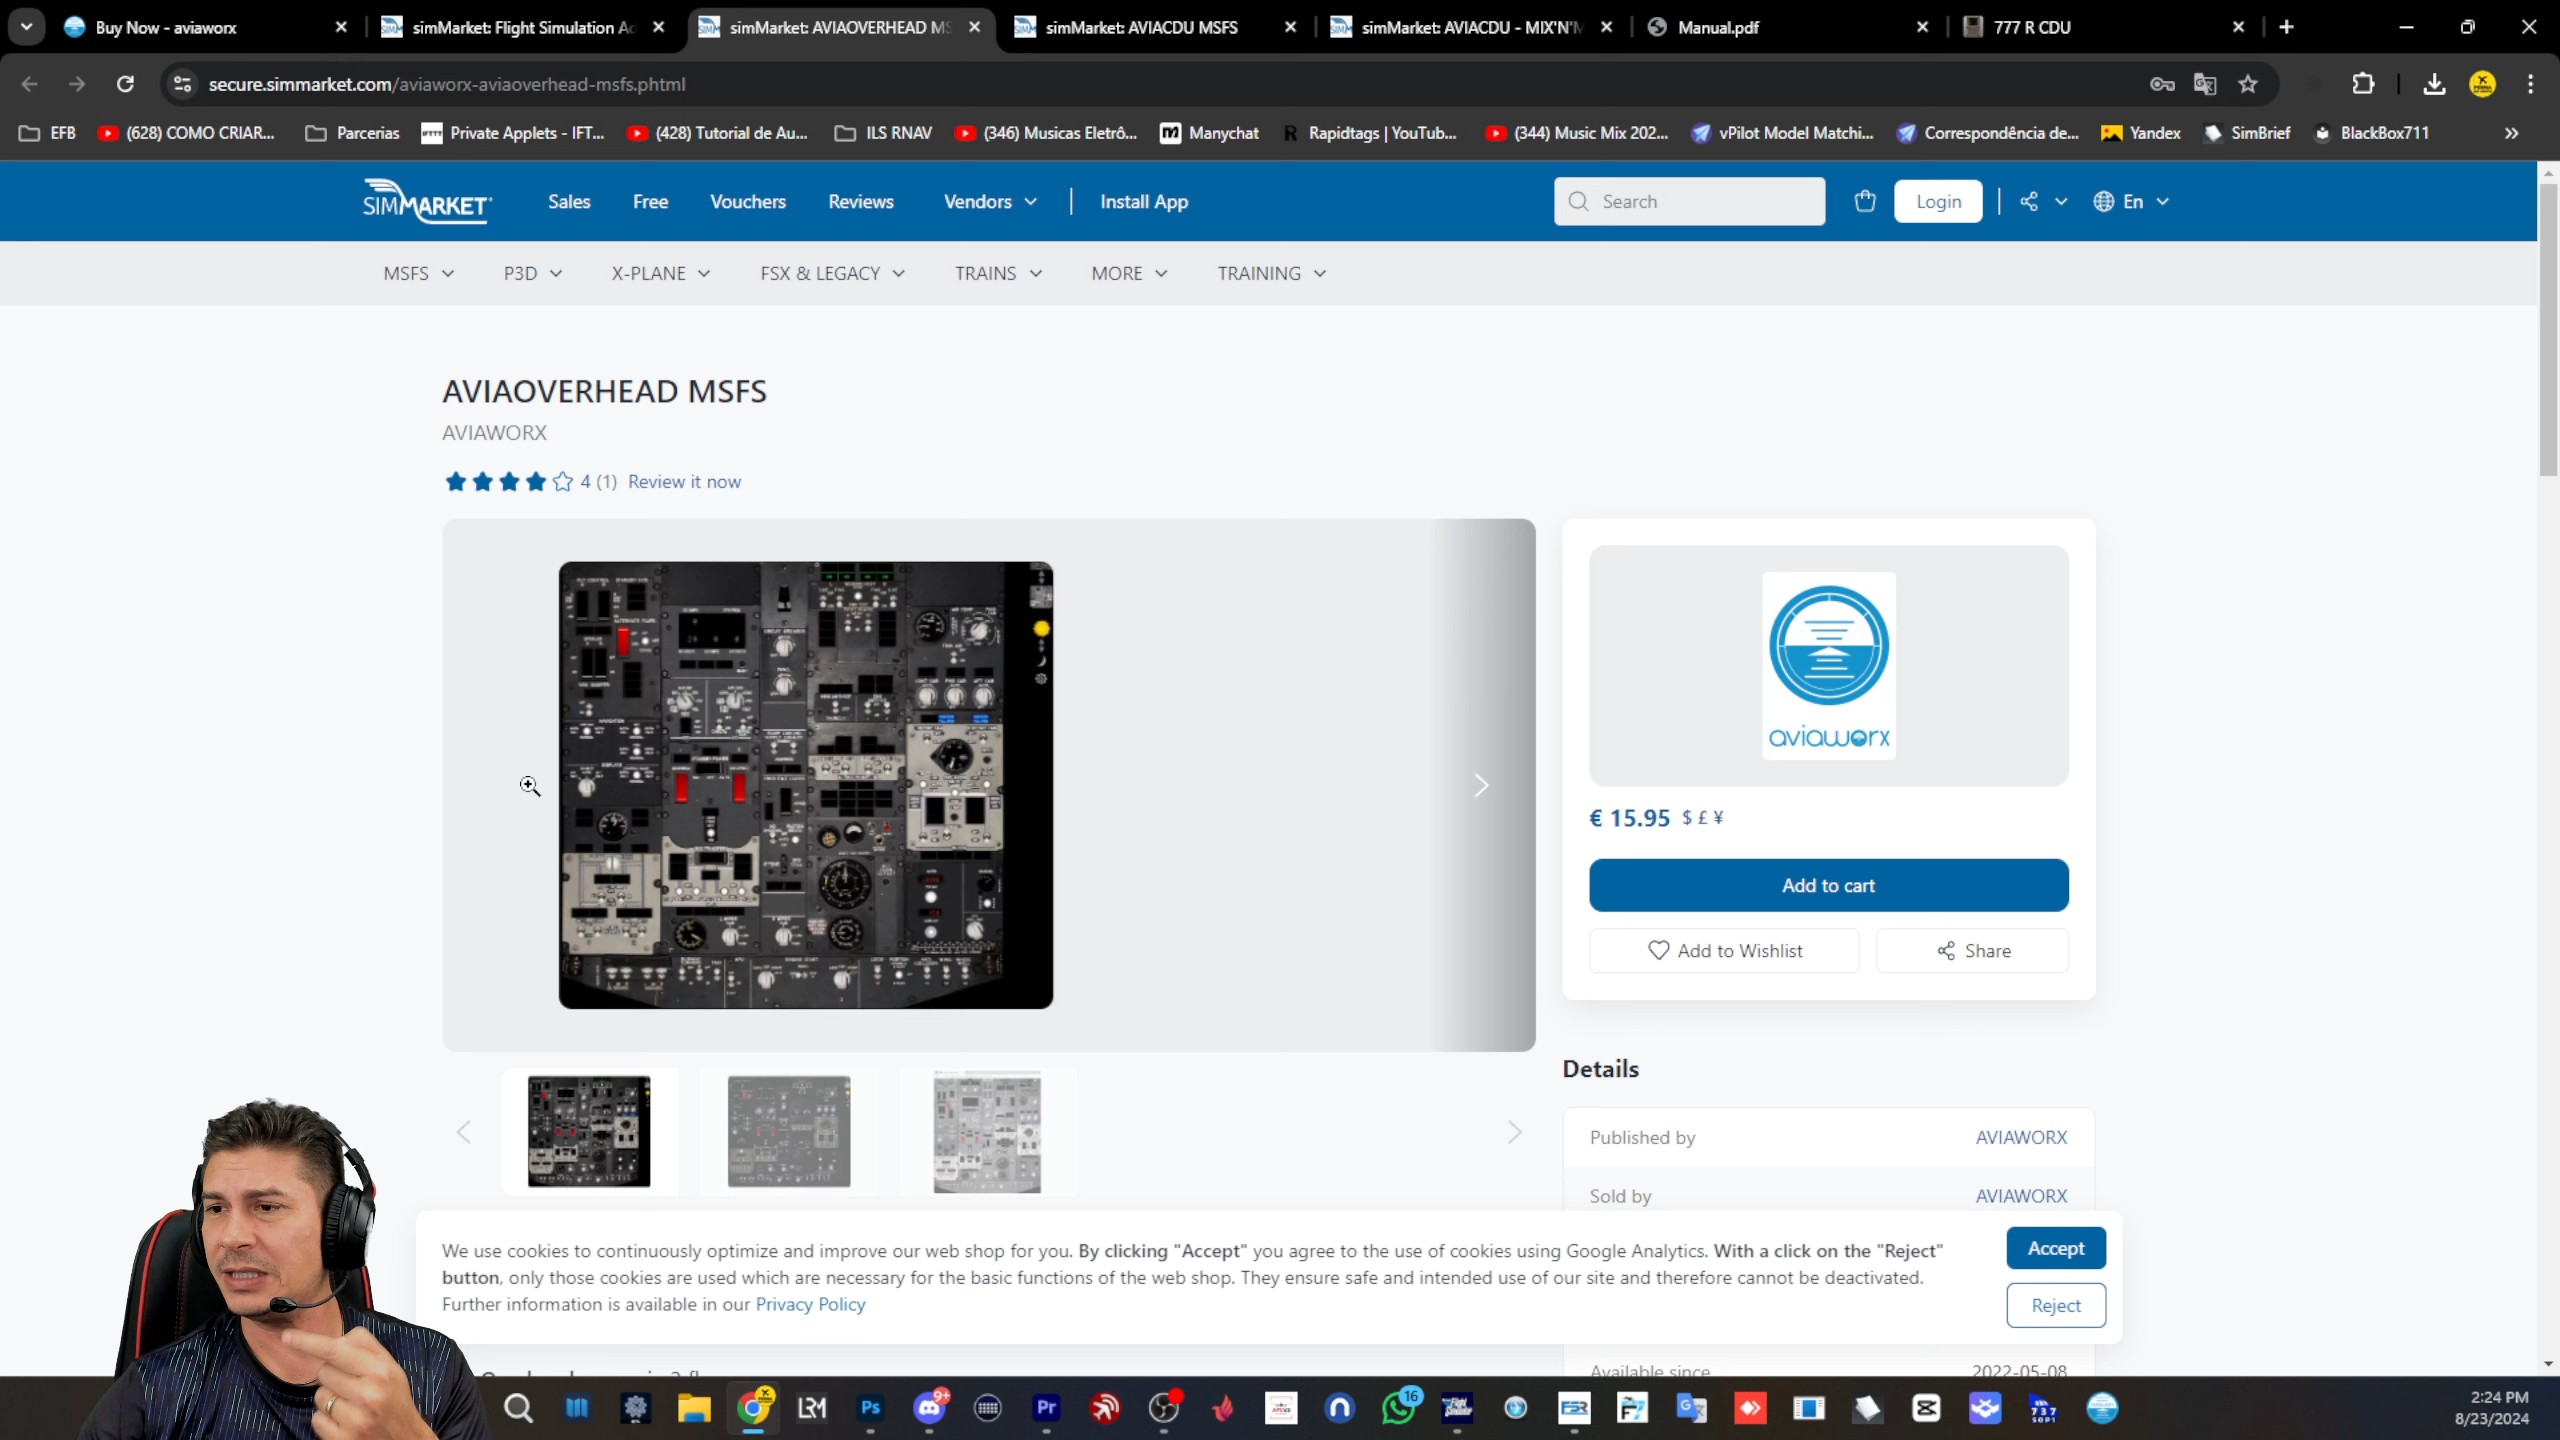 Buy Now - aviaworx
simMarket: Flight Simulation Ad
simMarket: AVIAOVERHEAD MS
simMarket: AVIACDU MSFS
simMarket: AVIACDU - MIX'N'M
Manual.pdf
777 R CDU
secure.simmarket.com/aviaworx-aviaoverhead-msfs.phtml
EFB
(628) COMO CRIAR...
Parcerias
IFTTT
Private Applets - IFT...
(428) Tutorial de Au...
ILS RNAV
(346) Musicas Eletrô...
Manychat
Rapidtags | YouTub...
(344) Music Mix 202...
vPilot Model Matchi...
Correspondência de...
Yandex
SimBrief
BlackBox711
SIMMARKET
Sales
Free
Vouchers
Reviews
Vendors
Install App
Search
Login
En
MSFS
P3D
X-PLANE
FSX & LEGACY
TRAINS
MORE
TRAINING
AVIAOVERHEAD MSFS
AVIAWORX
4 (1) Review it now
aviaworx
€ 15.95 $ £ ¥
Add to cart
Add to Wishlist
Share
Details
Published by AVIAWORX
Sold by AVIAWORX
We use cookies to continuously optimize and improve our web shop for you. By clicking "Accept" you agree to the use of cookies using Google Analytics. With a click on the "Reject"
button, only those cookies are used which are necessary for the basic functions of the web shop. They ensure safe and intended use of our site and therefore cannot be deactivated.
Further information is available in our Privacy Policy
Accept
Reject
Available since 2022-05-08
LRM
Ps
9+
Pr
16
FSR
737
2:24 PM
8/23/2024